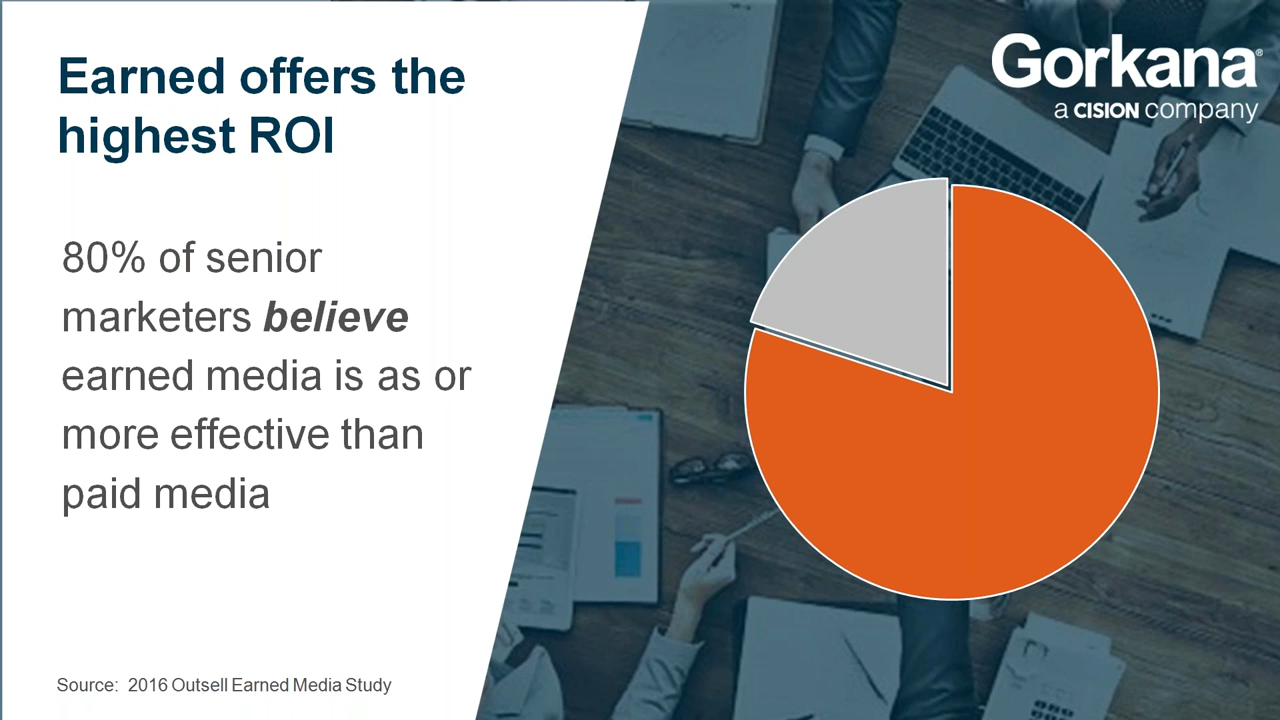 Earned offers the
highest ROI
Gorkana®
a CISION company
80% of senior
marketers believe
earned media is as or
more effective than
paid media
Source: 2016 Outsell Earned Media Study